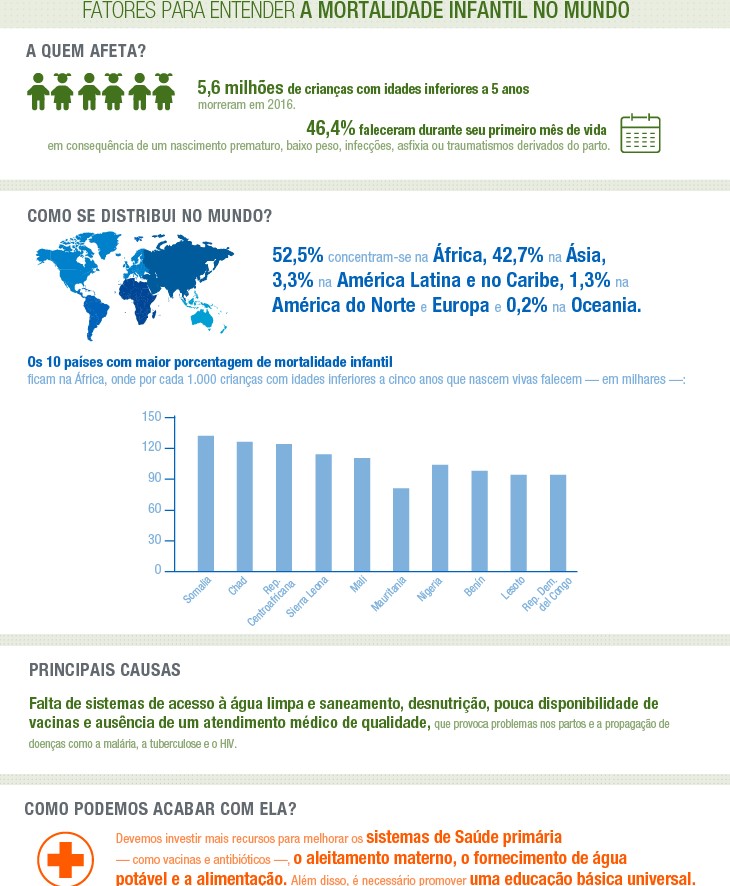 FATORES PARA ENTENDER A MORTALIDADE INFANTIL NO MUNDO
A QUEM AFETA?
5,6 milhões de crianças com idades inferiores a 5 anos
morreram em 2016.
46,4% faleceram durante seu primeiro mês de vida
em consequência de um nascimento prematuro, baixo peso, infecções, asfixia ou traumatismos derivados do parto.
COMO SE DISTRIBUI NO MUNDO?
52,5% concentram-se na África, 42,7% na Ásia,
3,3% na América Latina e no Caribe, 1,3% na
América do Norte e Europa e 0,2% na Oceania.
Os 10 países com maior porcentagem de mortalidade infantil
ficam na África, onde por cada 1.000 crianças com idades inferiores a cinco anos que nascem vivas falecem — em milhares —:
150
120
90
60
30
0
Somalia
Chad
Rep.
Centroafricana
Sierra Leona
Mali
Mauritania
Nigeria
Benin
Lesoto
Rep. Dem.
del Congo
PRINCIPAIS CAUSAS
Falta de sistemas de acesso à água limpa e saneamento, desnutrição, pouca disponibilidade de
vacinas e ausência de um atendimento médico de qualidade, que provoca problemas nos partos e a propagação de
doenças como a malária, a tuberculose e o HIV.
COMO PODEMOS ACABAR COM ELA?
Devemos investir mais recursos para melhorar os sistemas de Saúde primária
— como vacinas e antibióticos —, o aleitamento materno, o fornecimento de água
potável e a alimentação. Além disso, é necessário promover uma educação básica universal.